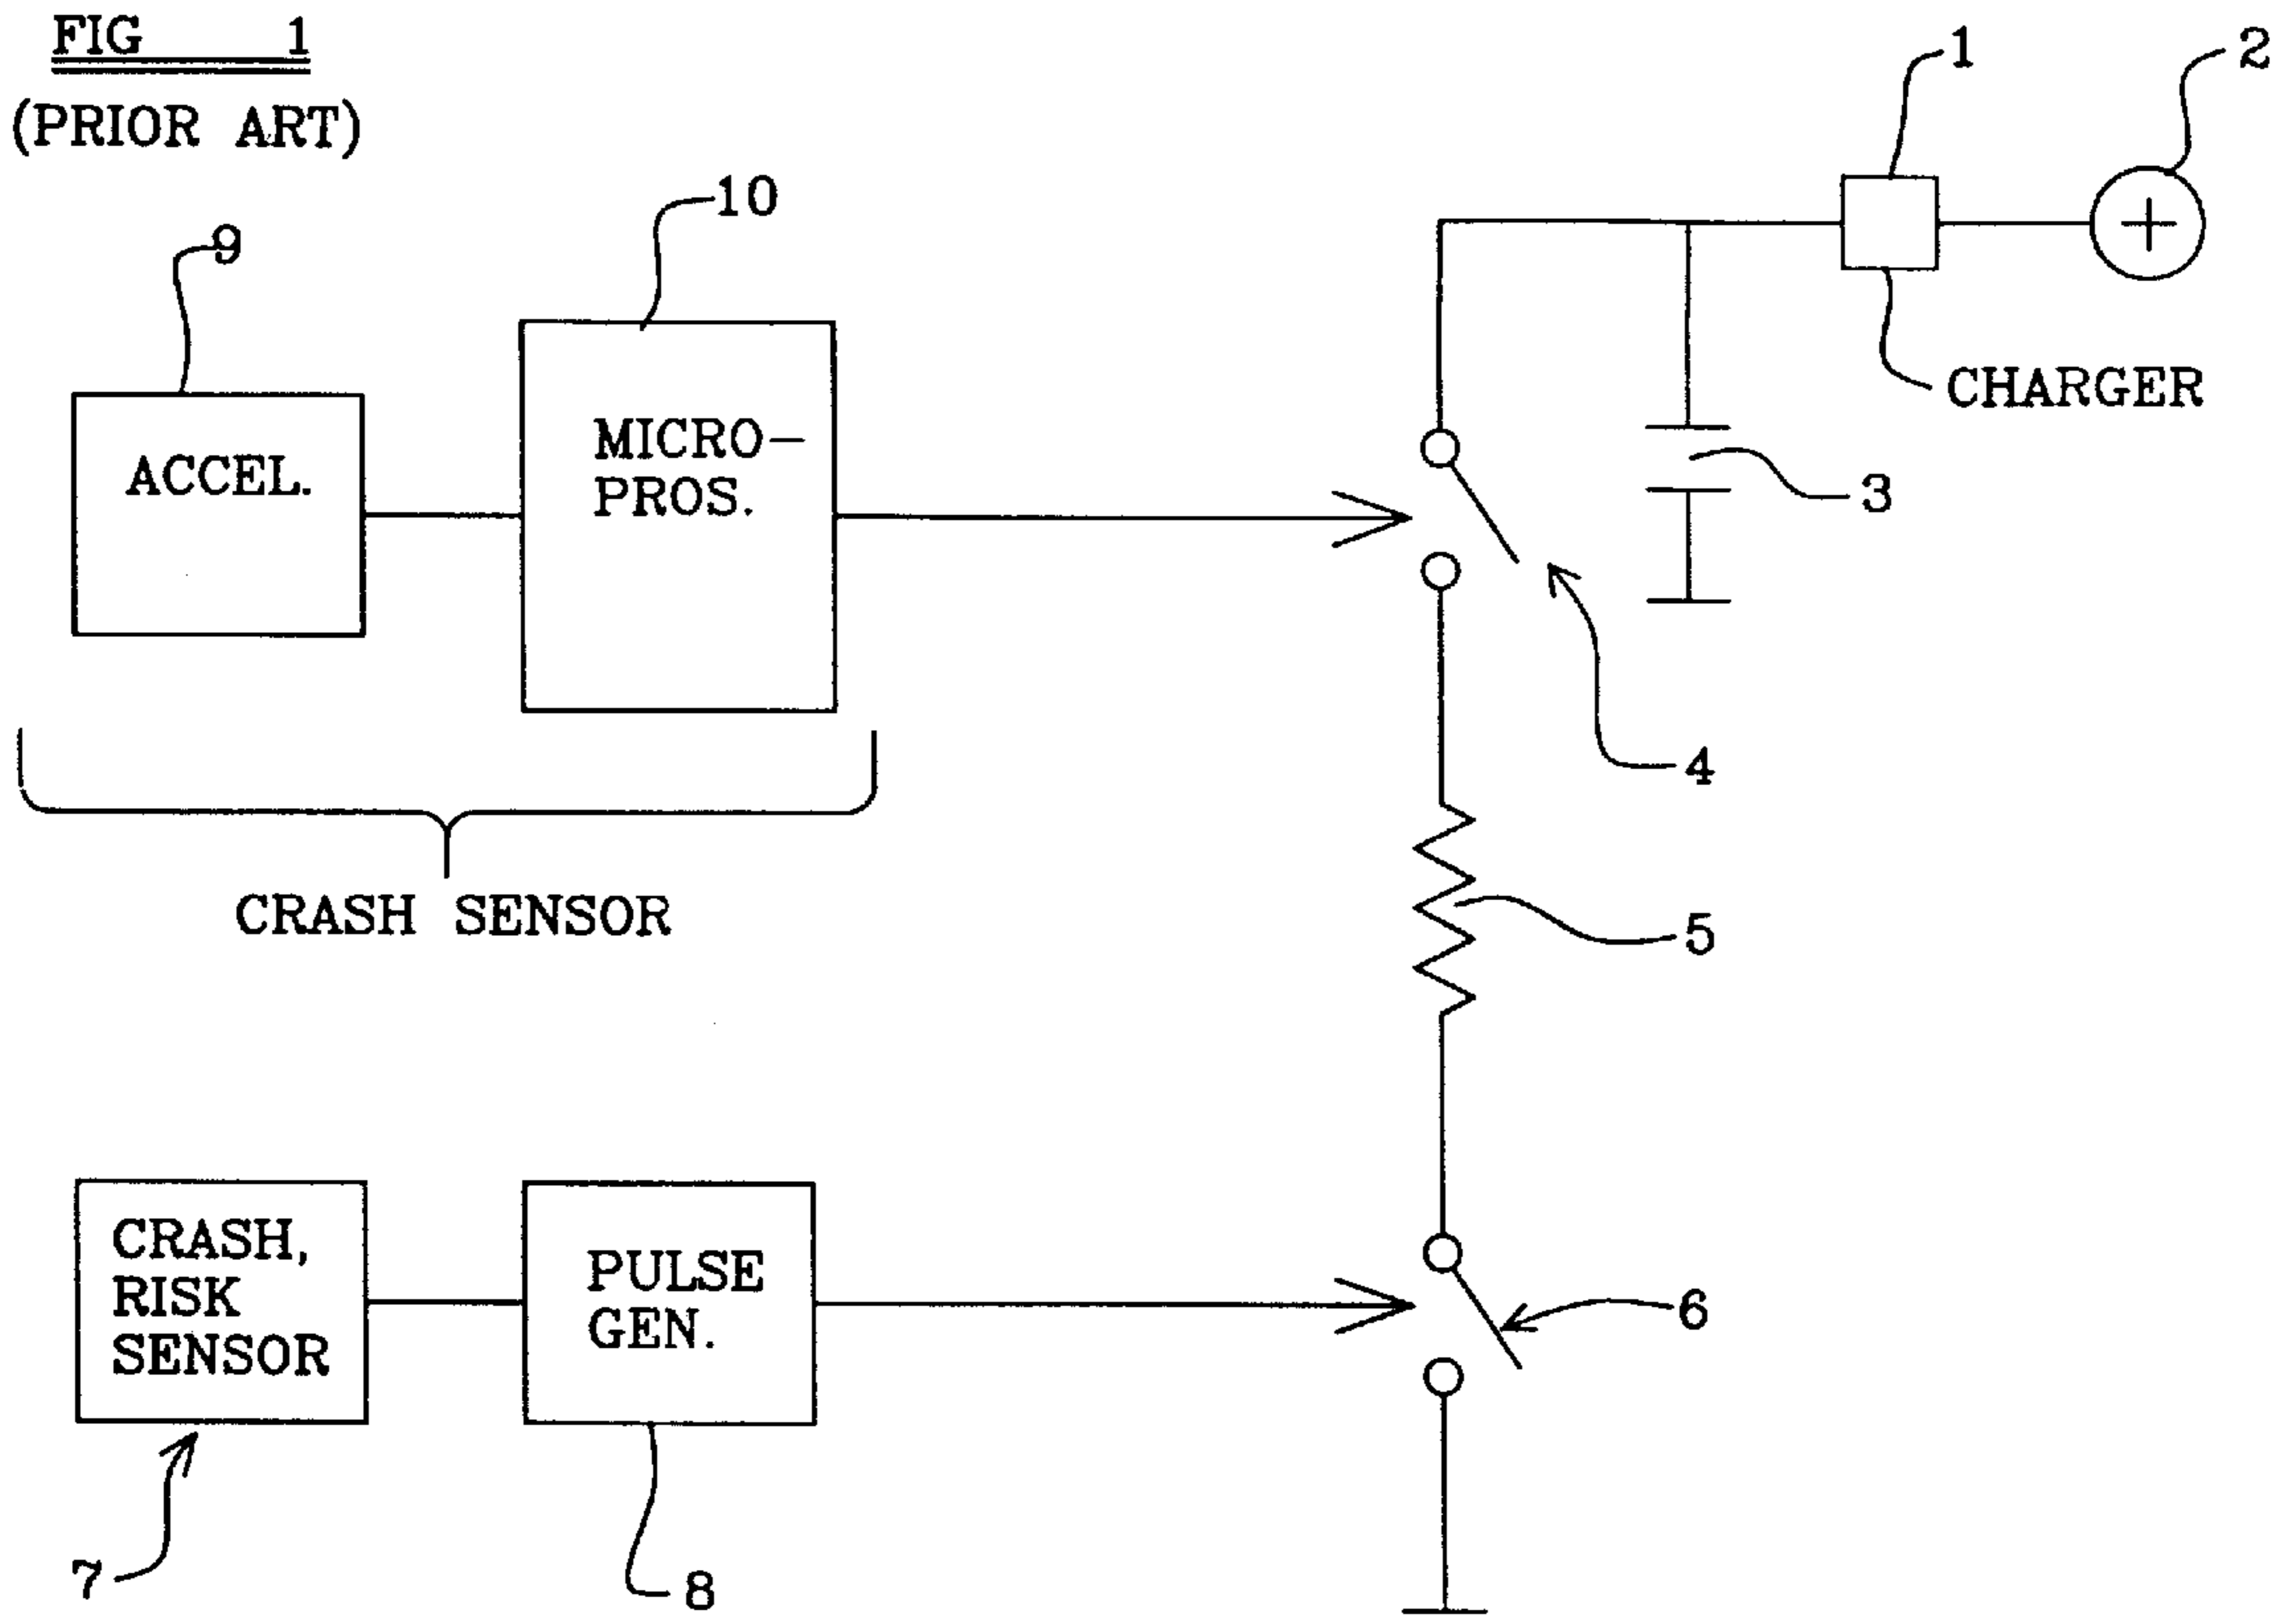 FIG 1
(PRIOR ART)
1
2
10
9
CHARGER
MICRO-
PROS.
ACCEL.
3
4
CRASH SENSOR
5
CRASH,
RISK
SENSOR
PULSE
GEN.
6
7
8